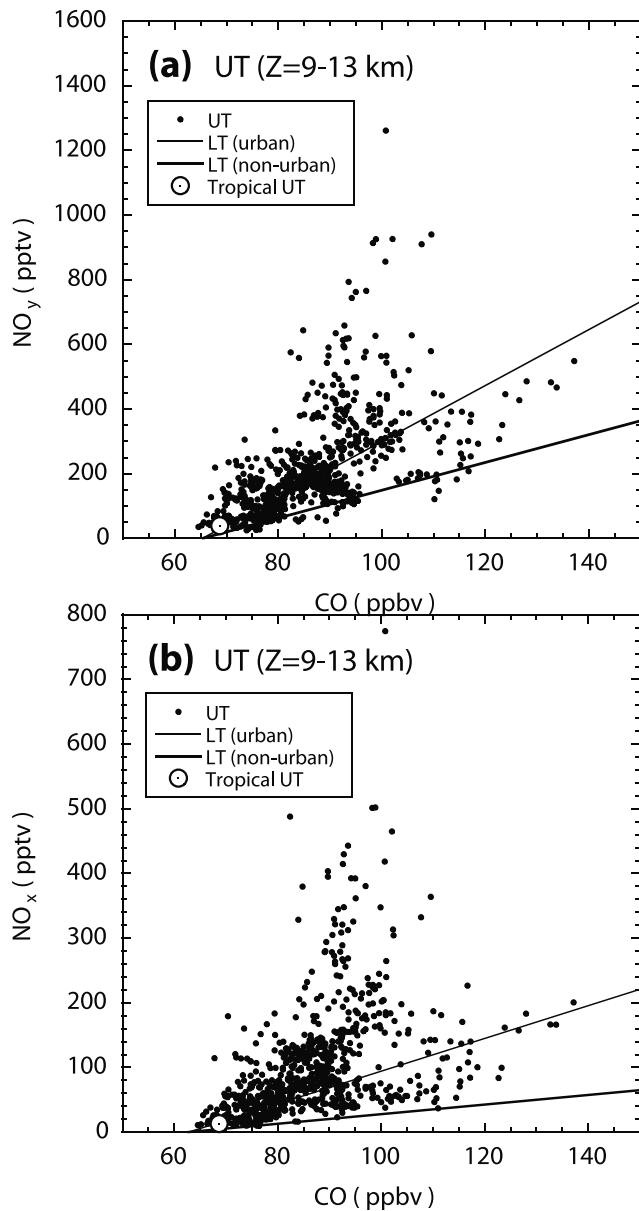 1600
1400
1200
1000
800
600
400
200
0
NOy (pptv)
(a) UT (Z=9-13 km)
UT
LT (urban)
LT (non-urban)
Tropical UT
60 80 100 120 140
CO (ppbv)
800
700
600
500
400
300
200
100
0
NOx (pptv)
(b) UT (Z=9-13 km)
UT
LT (urban)
LT (non-urban)
Tropical UT
60 80 100 120 140
CO (ppbv)